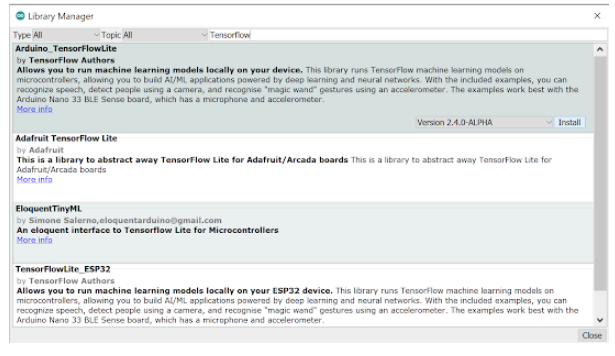 Library Manager
Type All Topic All Tensorflow
Arduino_TensorFlowLite
by TensorFlow Authors
Allows you to run machine learning models locally on your device. This library runs TensorFlow machine learning models on
microcontrollers, allowing you to build AI/ML applications powered by deep learning and neural networks. With the included examples, you can
recognize speech, detect people using a camera, and recognise "magic wand" gestures using an accelerometer. The examples work best with the
Arduino Nano 33 BLE Sense board, which has a microphone and accelerometer.
More info
Version 2.4.0-ALPHA Install
Adafruit TensorFlow Lite
by Adafruit
This is a library to abstract away TensorFlow Lite for Adafruit/Arcada boards This is a library to abstract away TensorFlow Lite for
Adafruit/Arcada boards
More info
EloquentTinyML
by Simone Salerno,eloquentarduino@gmail.com
An eloquent interface to Tensorflow Lite for Microcontrollers
More info
TensorFlowLite_ESP32
by TensorFlow Authors
Allows you to run machine learning models locally on your ESP32 device. This library runs TensorFlow machine learning models on
microcontrollers, allowing you to build AI/ML applications powered by deep learning and neural networks. With the included examples, you can
recognize speech, detect people using a camera, and recognise "magic wand" gestures using an accelerometer. The examples work best with the
Arduino Nano 33 BLE Sense board, which has a microphone and accelerometer.
Close